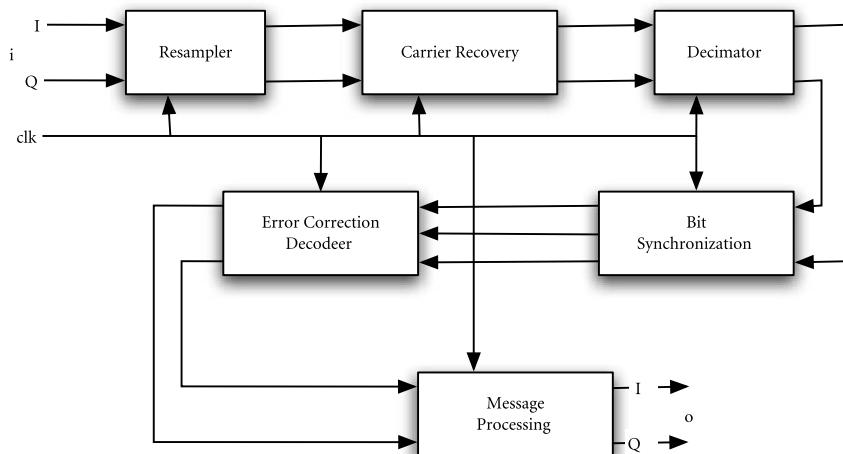 I
i
Q
Resampler
Carrier Recovery
Decimator
clk
Error Correction
Decodeer
Bit
Synchronization
Message
Processing
I
o
Q